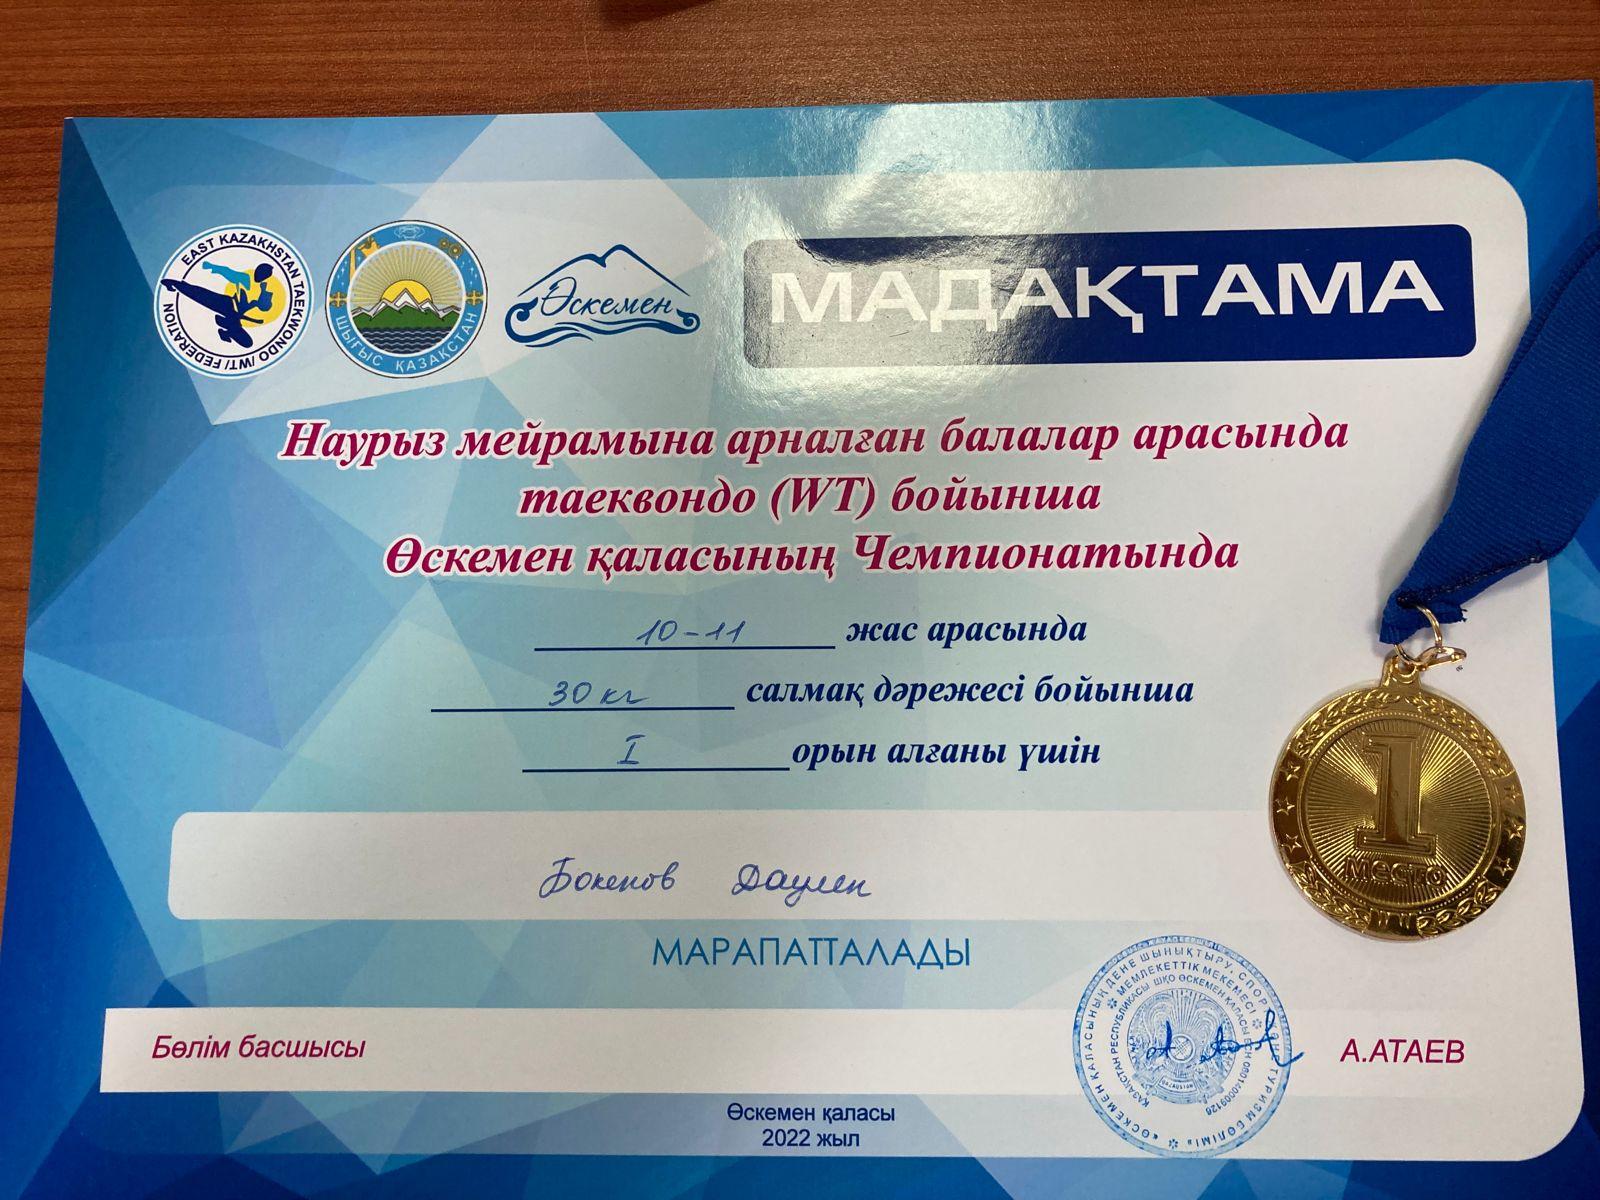 EAST KAZAKHSTAN TAEKWONDO /WT/ FEDERATION
ШЫҒЫС ҚАЗАҚСТАН
Өскемен
МАДАҚТАМА
Наурыз мейрамына арналған балалар арасында
таеквондо (WT) бойынша
Өскемен қаласының Чемпионатында
10-11 жас арасында
30 кг салмақ дәрежесі бойынша
I орын алғаны үшін
1
место
Бокенов Даулен
МАРАПАТТАЛАДЫ
Бөлім басшысы
А.АТАЕВ
Өскемен қаласы
2022 жыл